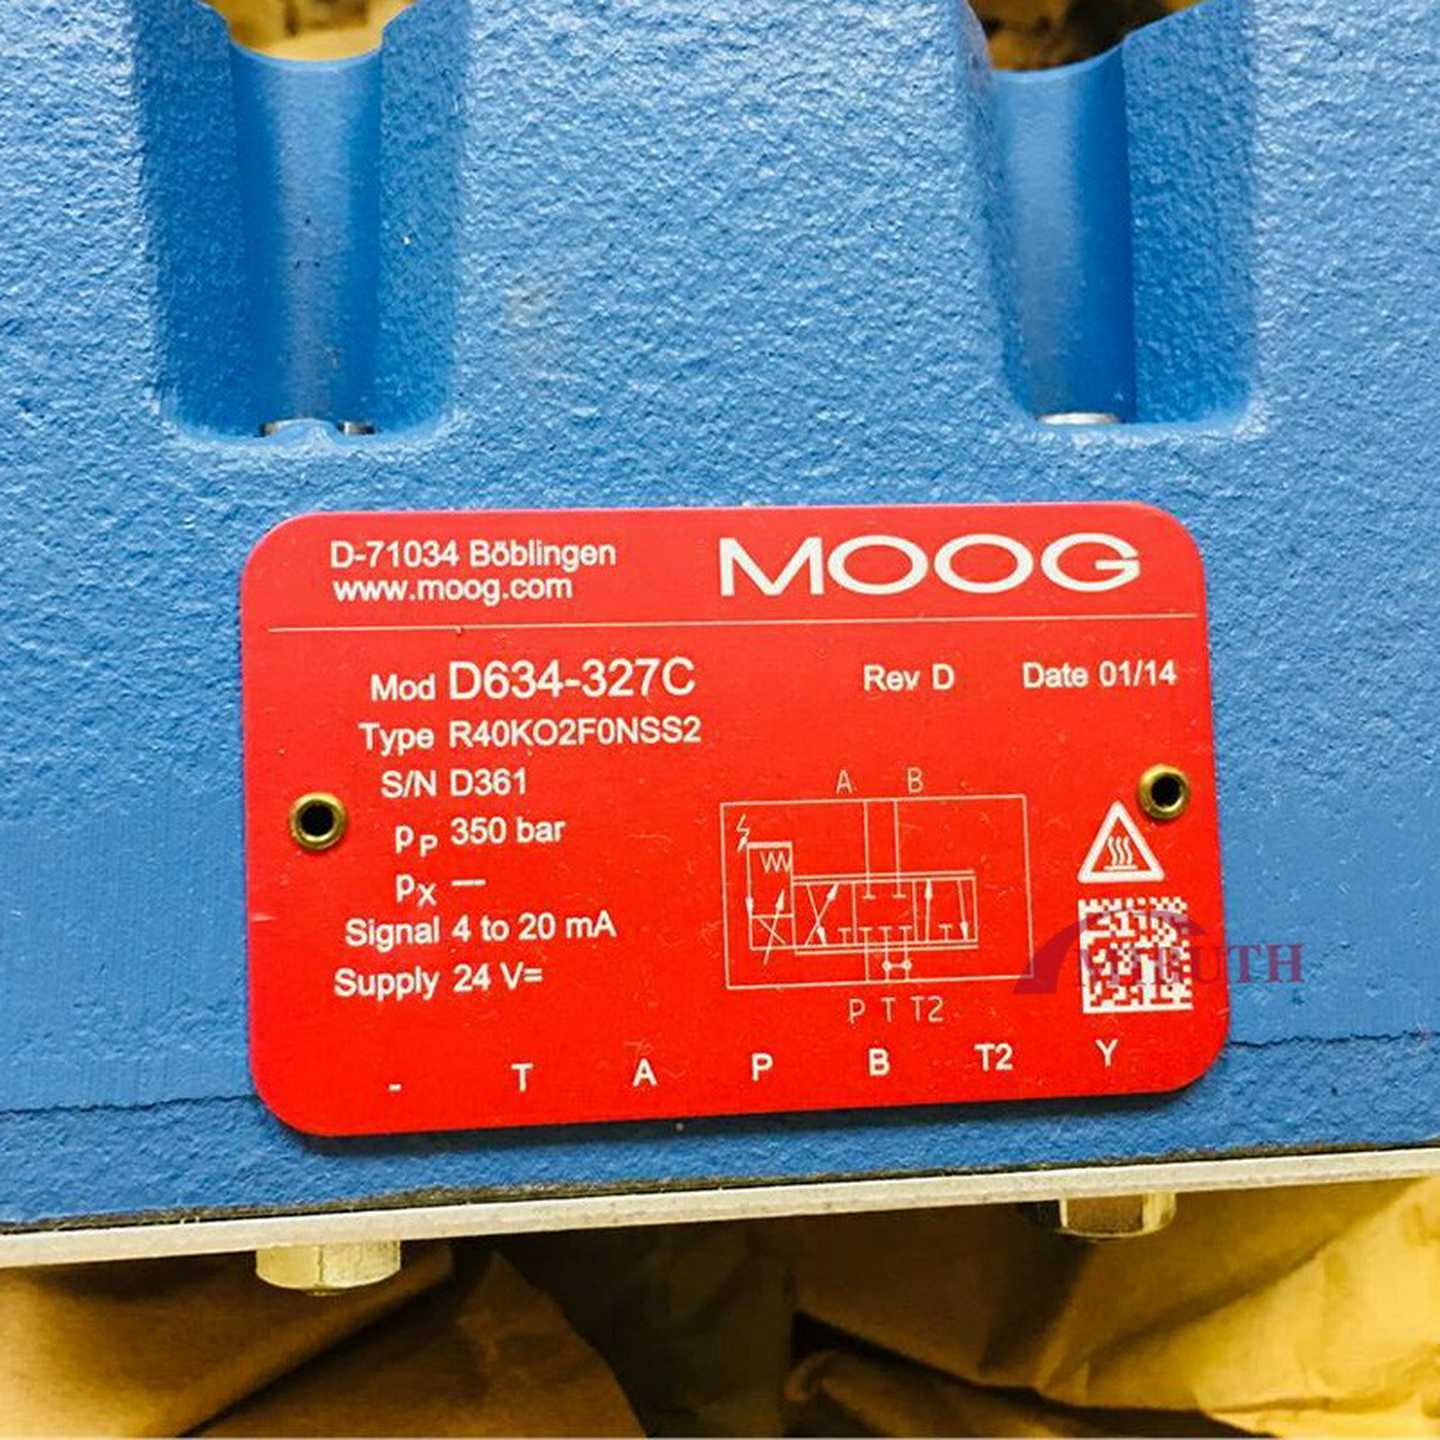 D-71034 Böblingen
www.moog.com
MOOG
Mod D634-327C
Rev D
Date 01/14
Type R40KO2F0NSS2
S/N D361
pP 350 bar
pX —
Signal 4 to 20 mA
Supply 24 V=
A B
P T T2
- T A P B T2 Y